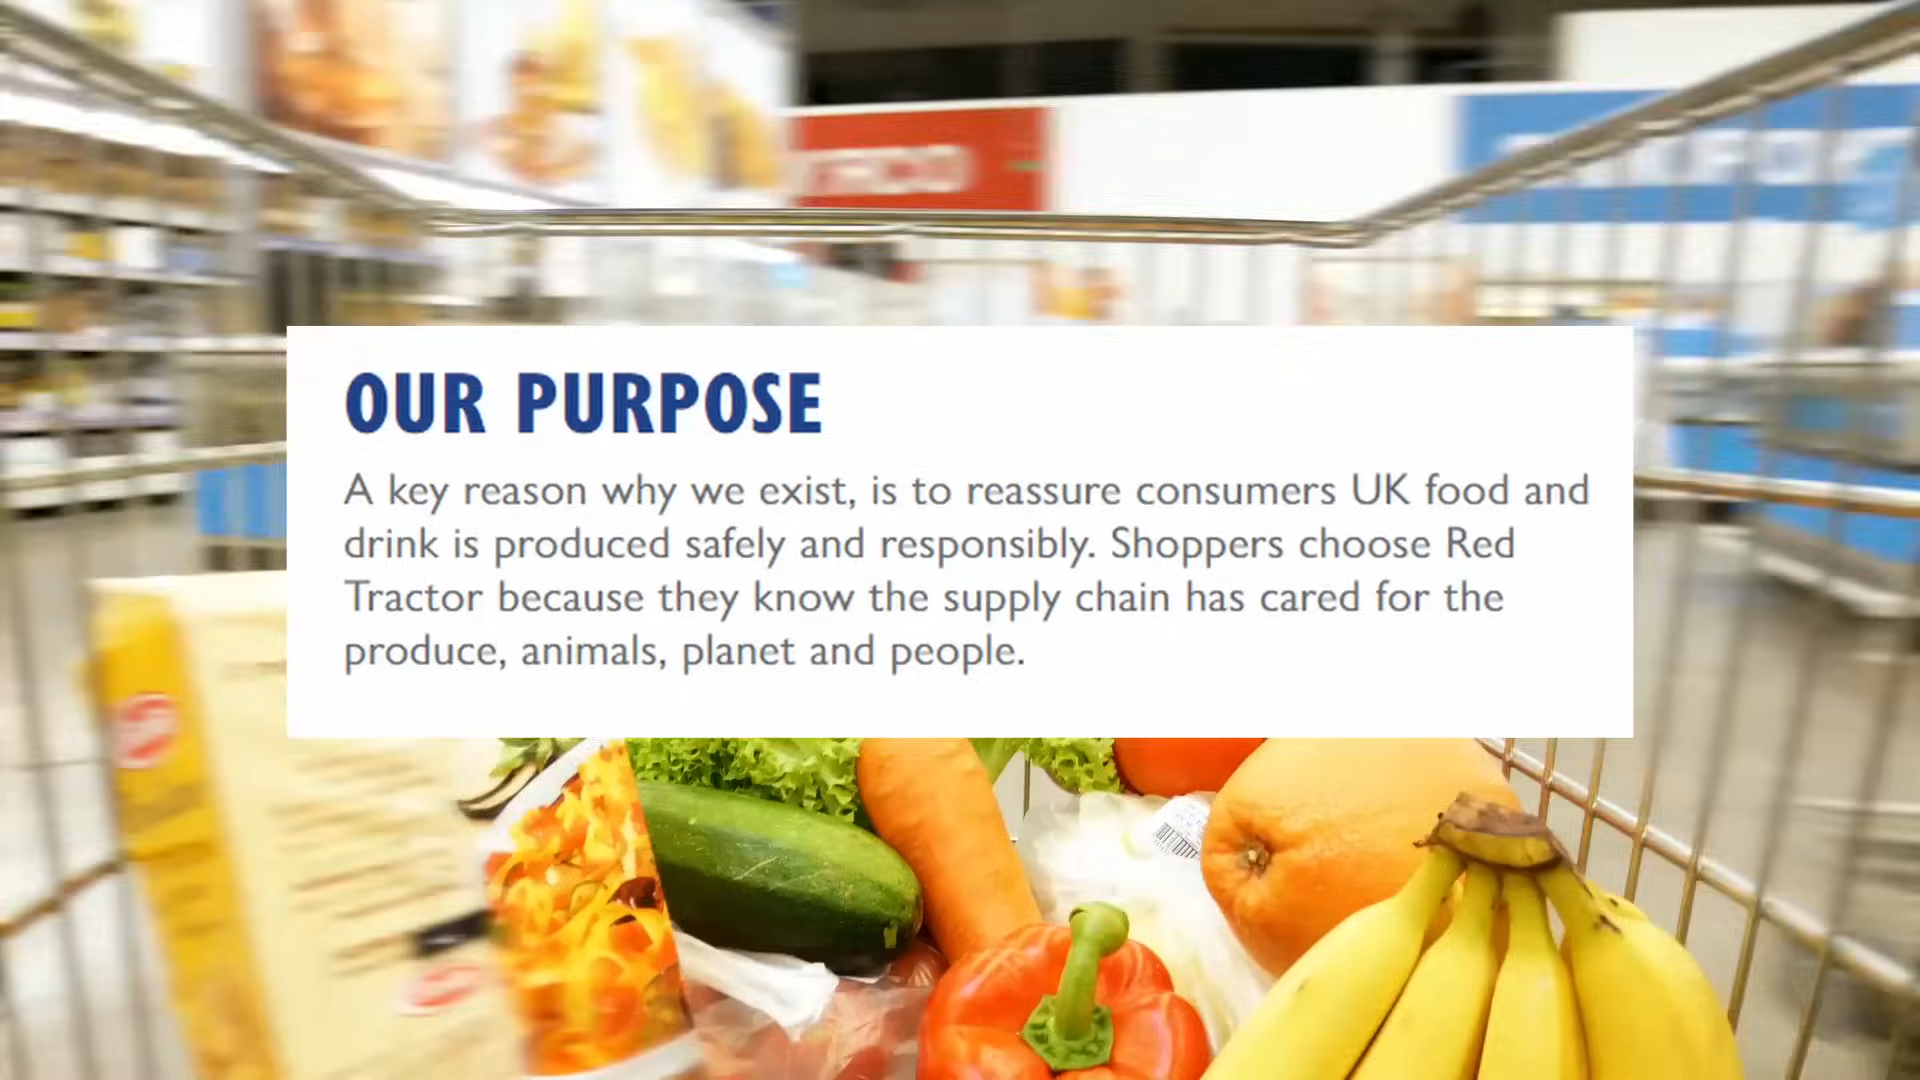 OUR PURPOSE
A key reason why we exist, is to reassure consumers UK food and
drink is produced safely and responsibly. Shoppers choose Red
Tractor because they know the supply chain has cared for the
produce, animals, planet and people.